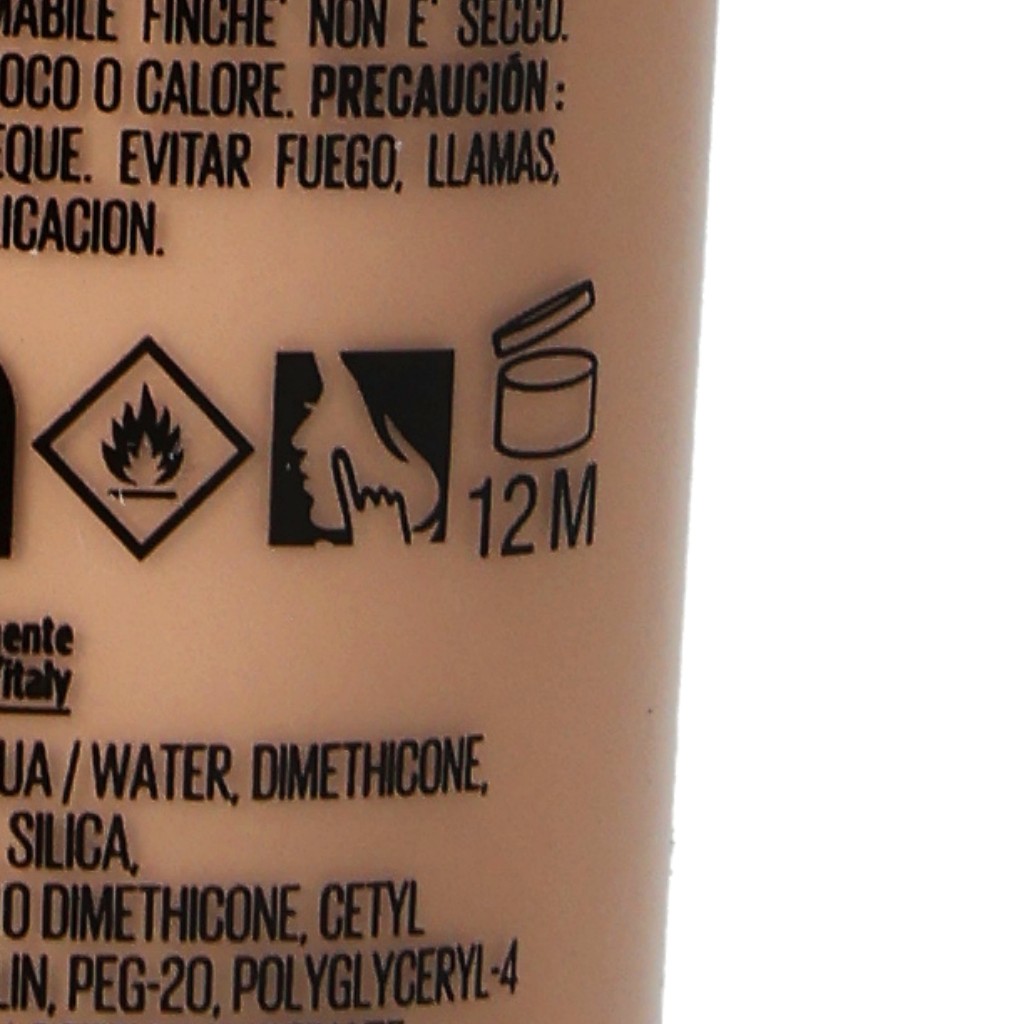 MABILE FINCHE' NON E' SECCO.
OCO O CALORE. PRECAUCIÓN:
EQUE. EVITAR FUEGO, LLAMAS,
ICACION.
12 M
ente
italy
UA / WATER, DIMETHICONE,
SILICA,
O DIMETHICONE, CETYL
LIN, PEG-20, POLYGLYCERYL-4